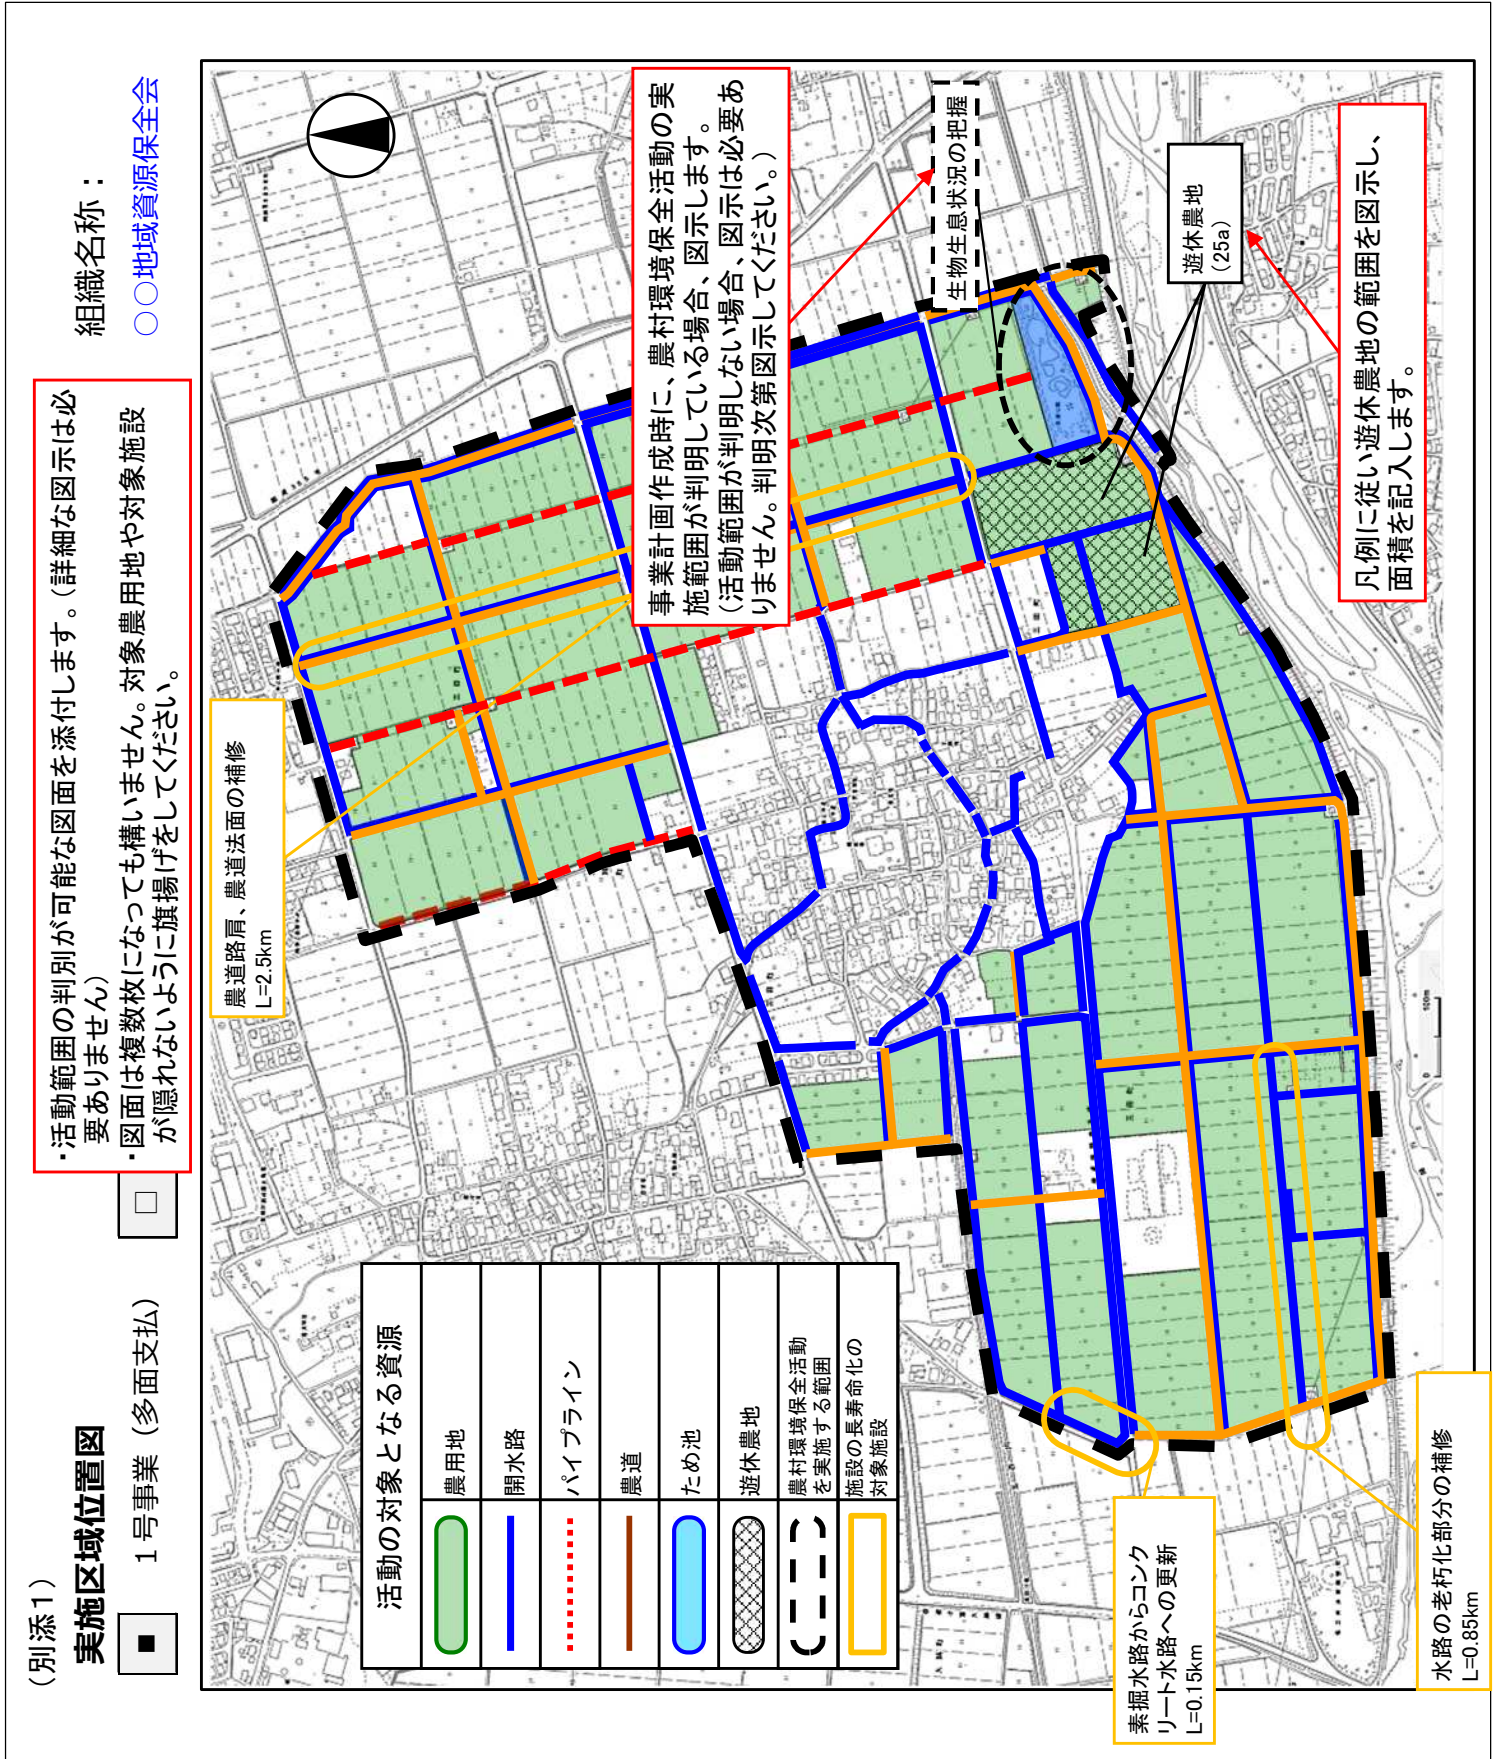 （別添１）
実施区域位置図
■
１号事業（多面支払）
□
・活動範囲の判別が可能な図面を添付します。（詳細な図示は必
要ありません）
・図面は複数枚になっても構いません。対象農用地や対象施設
が隠れないように旗揚げをしてください。
組織名称：
○○地域資源保全会
農道路肩、農道法面の補修
L=2.5km
事業計画作成時に、農村環境保全活動の実
施範囲が判明している場合、図示します。
（活動範囲が判明しない場合、図示は必要あ
りません。判明次第図示してください。）
生物生息状況の把握
遊休農地
（25a）
凡例に従い遊休農地の範囲を図示し、
面積を記入します。
活動の対象となる資源
農用地
開水路
パイプライン
農道
ため池
遊休農地
農村環境保全活動
を実施する範囲
施設の長寿命化の
対象施設
素掘水路からコンク
リート水路への更新
L=0.15km
水路の老朽化部分の補修
L=0.85km
0
100m